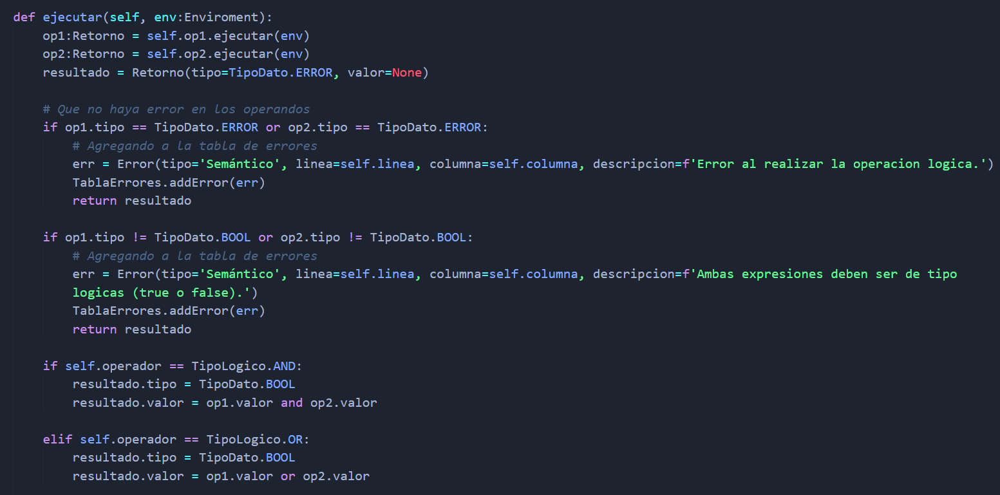 def ejecutar(self, env:Enviroment):
    op1:Retorno = self.op1.ejecutar(env)
    op2:Retorno = self.op2.ejecutar(env)
    resultado = Retorno(tipo=TipoDato.ERROR, valor=None)

    # Que no haya error en los operandos
    if op1.tipo == TipoDato.ERROR or op2.tipo == TipoDato.ERROR:
        # Agregando a la tabla de errores
        err = Error(tipo='Semántico', linea=self.linea, columna=self.columna, descripcion=f'Error al realizar la operacion logica.')
        TablaErrores.addError(err)
        return resultado

    if op1.tipo != TipoDato.BOOL or op2.tipo != TipoDato.BOOL:
        # Agregando a la tabla de errores
        err = Error(tipo='Semántico', linea=self.linea, columna=self.columna, descripcion=f'Ambas expresiones deben ser de tipo
        logicas (true o false).')
        TablaErrores.addError(err)
        return resultado

    if self.operador == TipoLogico.AND:
        resultado.tipo = TipoDato.BOOL
        resultado.valor = op1.valor and op2.valor

    elif self.operador == TipoLogico.OR:
        resultado.tipo = TipoDato.BOOL
        resultado.valor = op1.valor or op2.valor